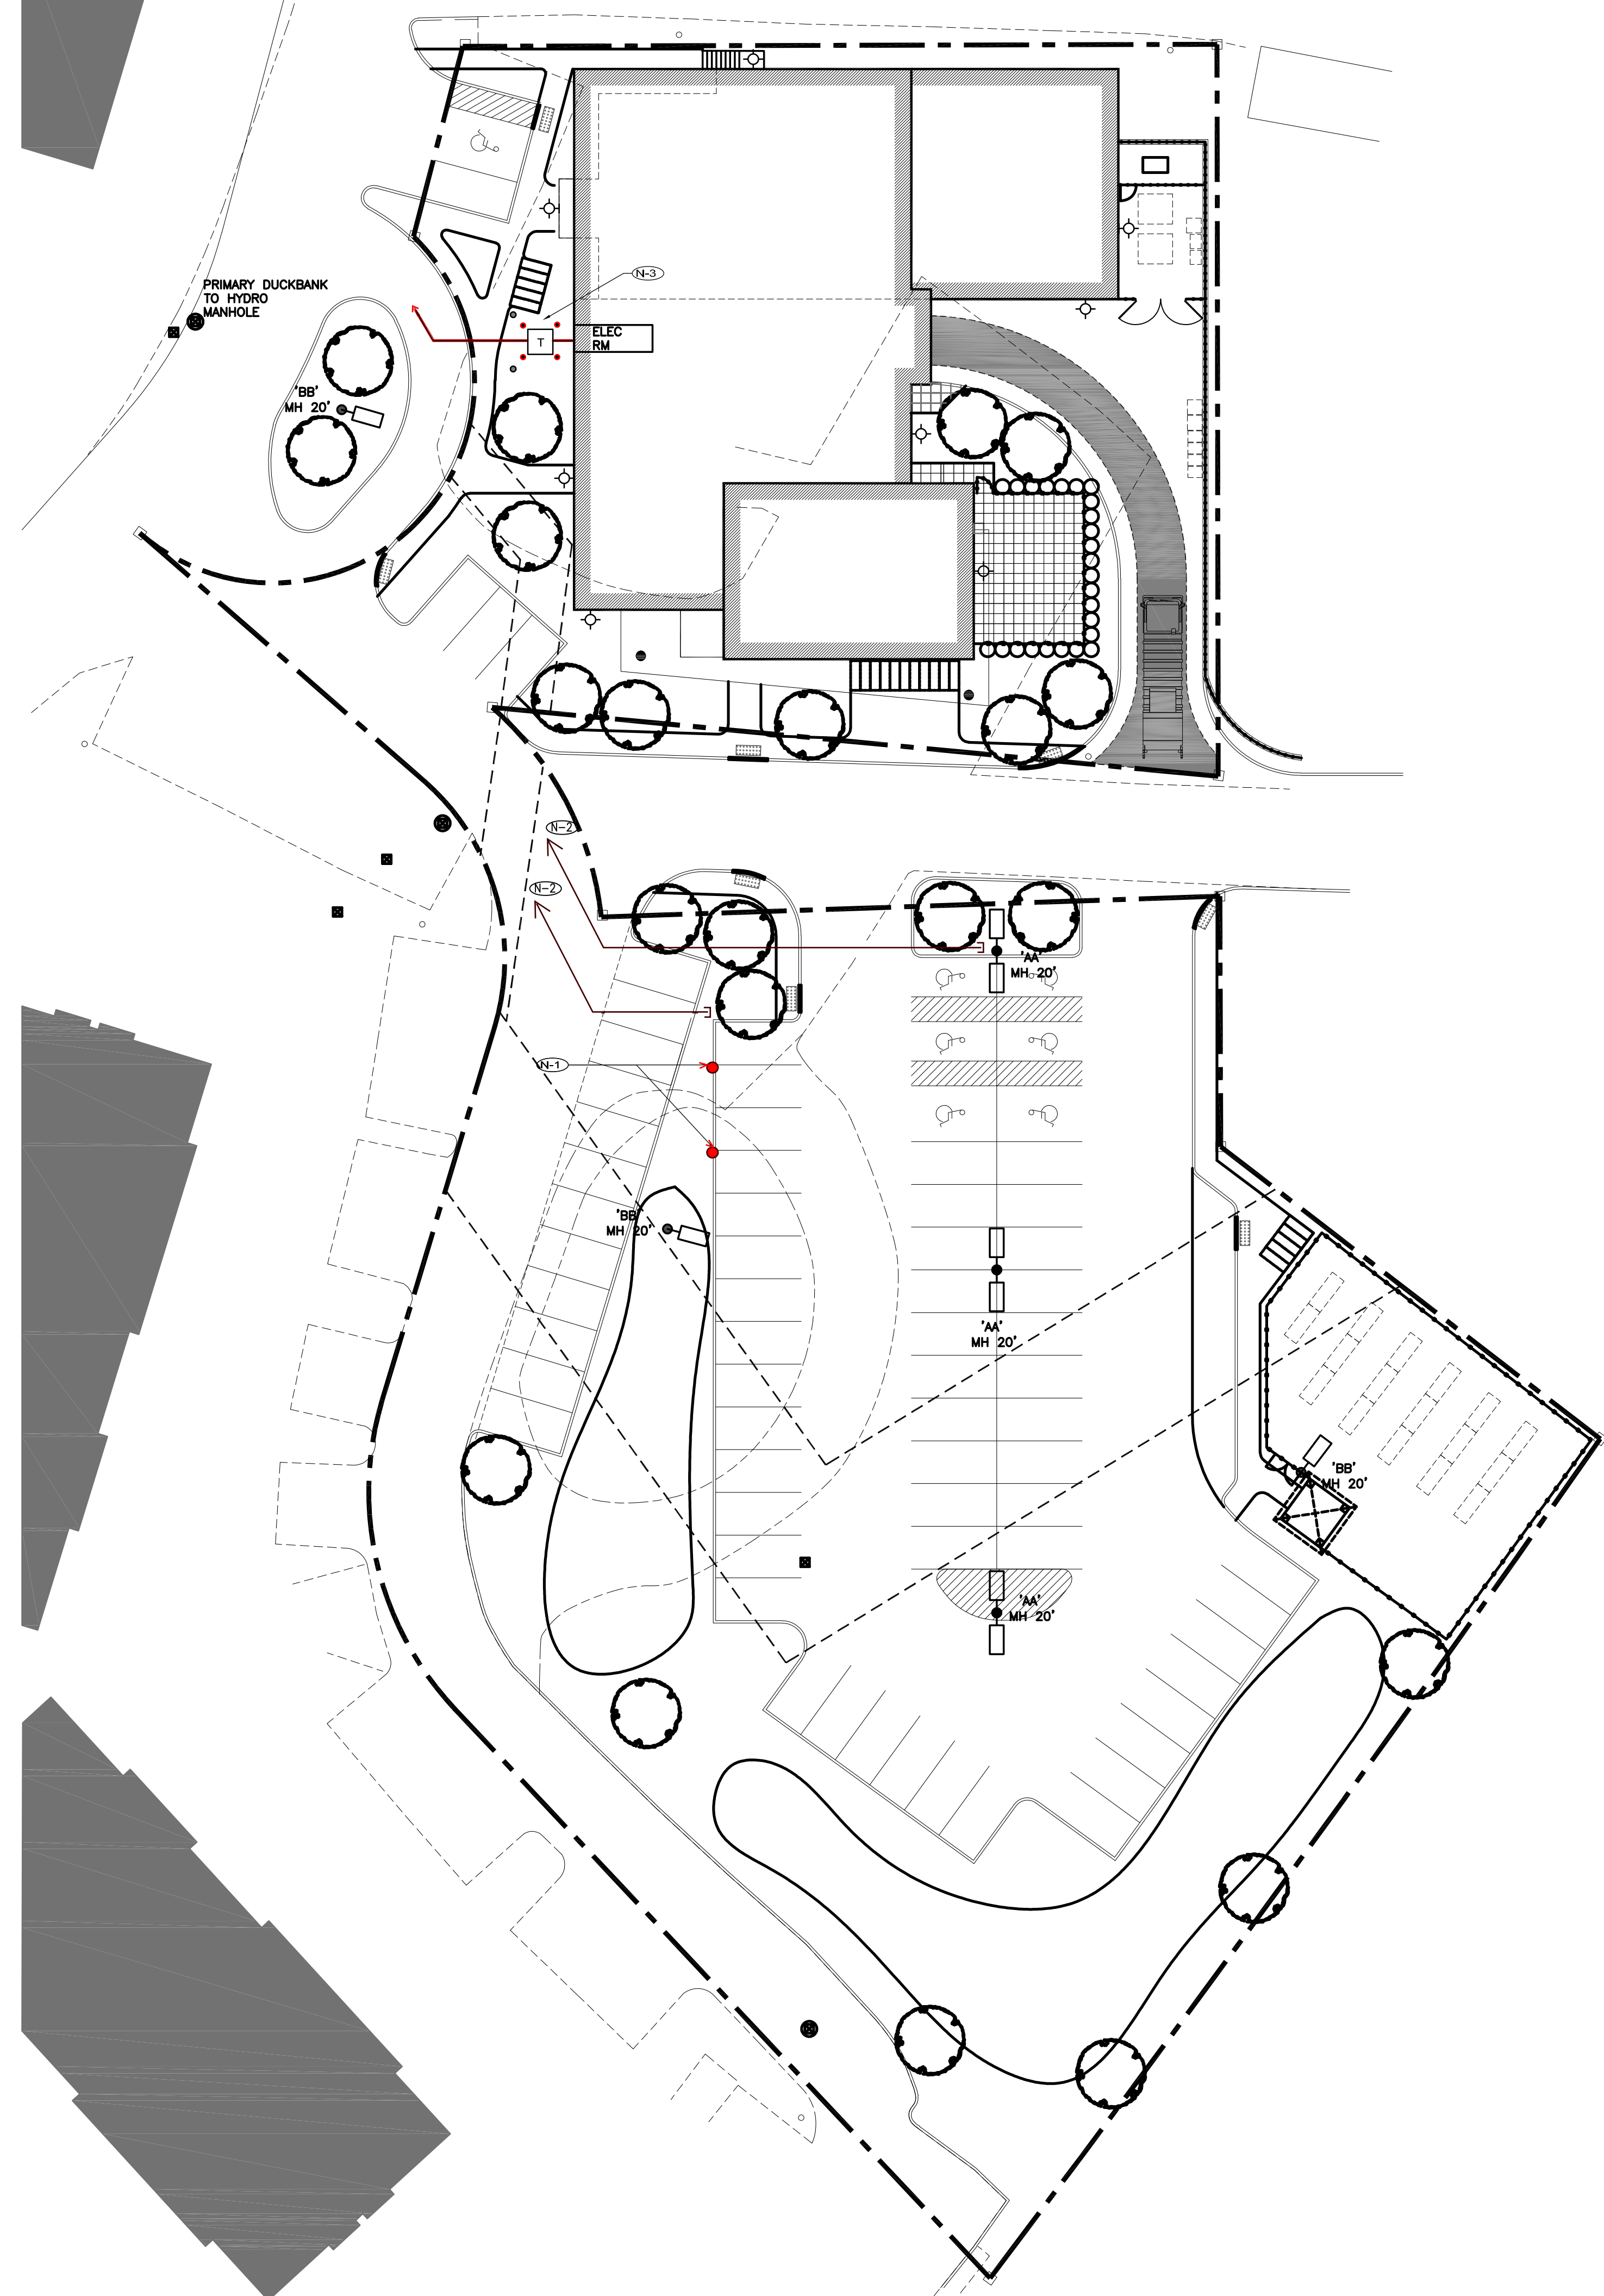 N-3
PRIMARY DUCKBANK
TO HYDRO
MANHOLE
ELEC
RM
T
'BB'
MH 20'
N-2
N-2
'AA'
MH 20'
N-1
'BB'
MH 20'
'AA'
MH 20'
'BB'
MH 20'
'AA'
MH 20'